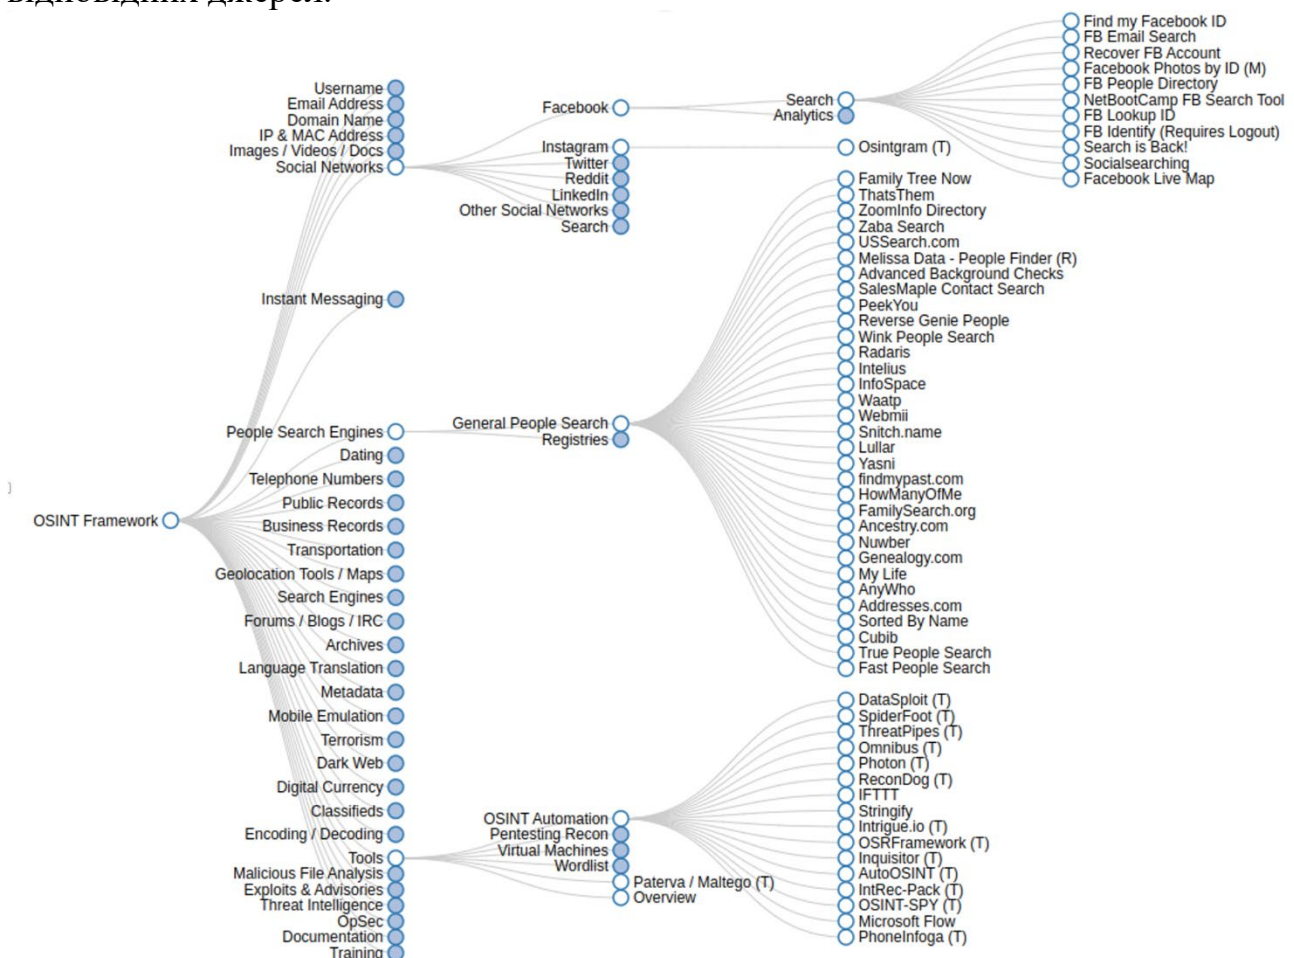 відповідних джерел.
OSINT Framework
Username
Email Address
Domain Name
IP & MAC Address
Images / Videos / Docs
Social Networks
Instant Messaging
People Search Engines
Dating
Telephone Numbers
Public Records
Business Records
Transportation
Geolocation Tools / Maps
Search Engines
Forums / Blogs / IRC
Archives
Language Translation
Metadata
Mobile Emulation
Terrorism
Dark Web
Digital Currency
Classifieds
Encoding / Decoding
Tools
Malicious File Analysis
Exploits & Advisories
Threat Intelligence
OpSec
Documentation
Training
Facebook
Instagram
Twitter
Reddit
LinkedIn
Other Social Networks
Search
General People Search
Registries
OSINT Automation
Pentesting Recon
Virtual Machines
Wordlist
Paterva / Maltego (T)
Overview
Search
Analytics
Osintgram (T)
Family Tree Now
ThatsThem
ZoomInfo Directory
Zaba Search
USSearch.com
Melissa Data - People Finder (R)
Advanced Background Checks
SalesMaple Contact Search
PeekYou
Reverse Genie People
Wink People Search
Radaris
Intelius
InfoSpace
Waatp
Webmii
Snitch.name
Lullar
Yasni
findmypast.com
HowManyOfMe
FamilySearch.org
Ancestry.com
Nuwber
Genealogy.com
My Life
AnyWho
Addresses.com
Sorted By Name
Cubib
True People Search
Fast People Search
DataSploit (T)
SpiderFoot (T)
ThreatPipes (T)
Omnibus (T)
Photon (T)
ReconDog (T)
IFTTT
Stringify
Intrigue.io (T)
OSRFramework (T)
Inquisitor (T)
AutoOSINT (T)
IntRec-Pack (T)
OSINT-SPY (T)
Microsoft Flow
PhoneInfoga (T)
Find my Facebook ID
FB Email Search
Recover FB Account
Facebook Photos by ID (M)
FB People Directory
NetBootCamp FB Search Tool
FB Lookup ID
FB Identify (Requires Logout)
Search is Back!
Socialsearching
Facebook Live Map